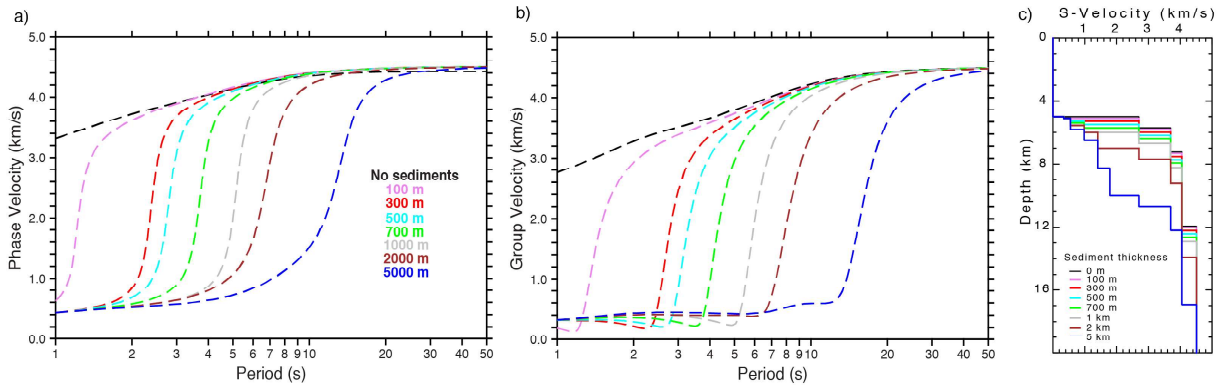 a)
5.0
4.0
3.0
2.0
1.0
0.0
Phase Velocity (km/s)
1 2 3 4 5 6 7 8 9 10 20 30 40 50
Period (s)
No sediments
100 m
300 m
500 m
700 m
1000 m
2000 m
5000 m
b)
5.0
4.0
3.0
2.0
1.0
0.0
Group Velocity (km/s)
1 2 3 4 5 6 7 8 9 10 20 30 40 50
Period (s)
c)
S-Velocity (km/s)
1 2 3 4
0
4
8
12
16
Depth (km)
Sediment thickness
0 m
100 m
300 m
500 m
700 m
1 km
2 km
5 km